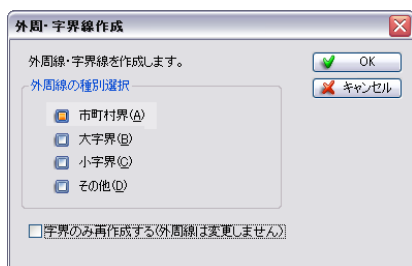 外周・字界線作成
外周線・字界線を作成します。
OK
外周線の種別選択
キャンセル
市町村界(A)
大字界(B)
小字界(C)
その他(D)
字界のみ再作成する(外周線は変更しません)